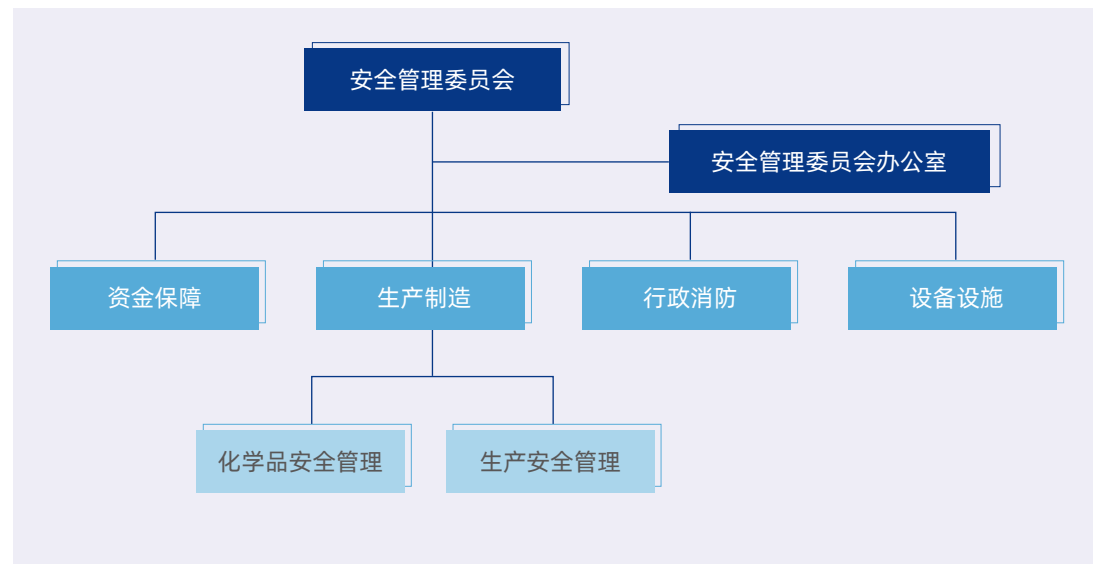 安全管理委员会
安全管理委员会办公室
资金保障
生产制造
行政消防
设备设施
化学品安全管理
生产安全管理